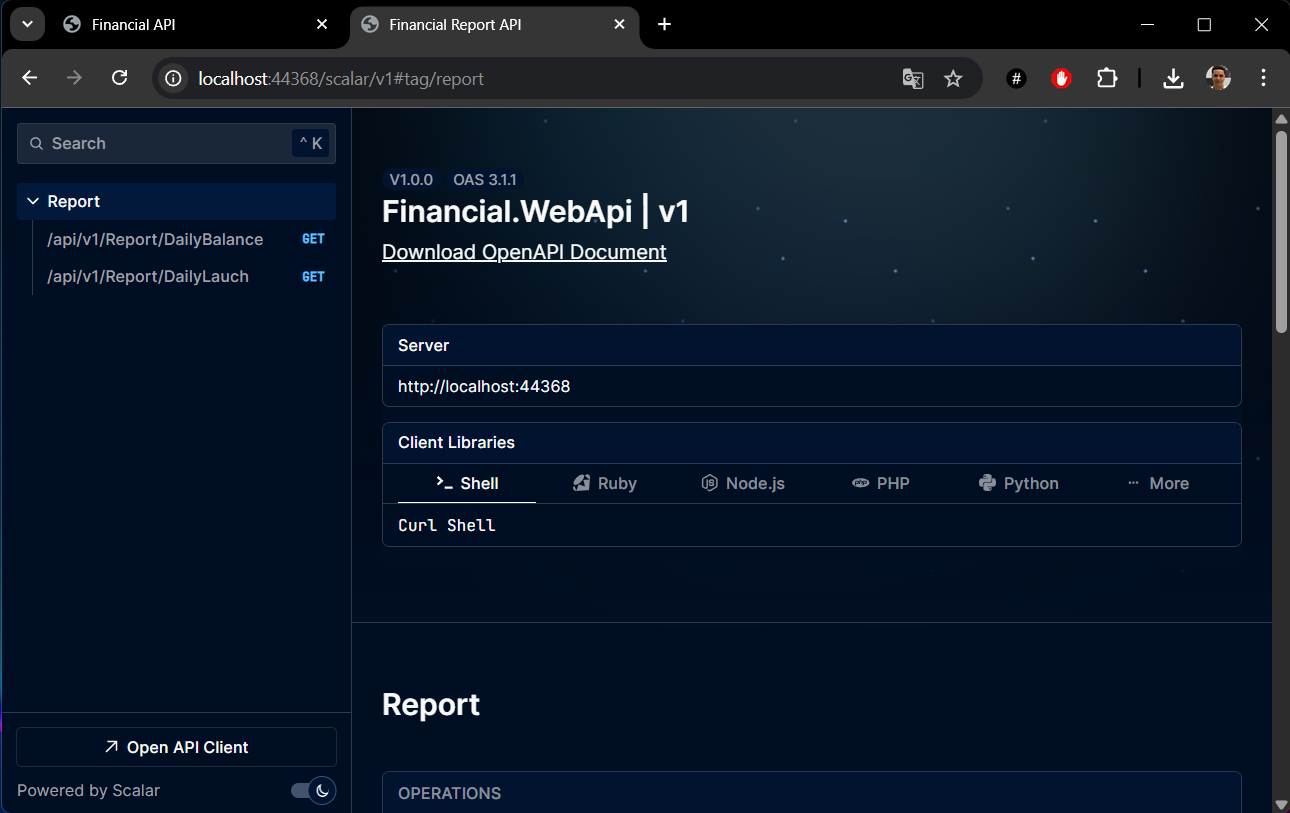 Financial API
Financial Report API
localhost:44368/scalar/v1#tag/report
#
Search
^ K
Report
/api/v1/Report/DailyBalance GET
/api/v1/Report/DailyLauch GET
Open API Client
Powered by Scalar
V1.0.0 OAS 3.1.1
Financial.WebApi | v1
Download OpenAPI Document
Server
http://localhost:44368
Client Libraries
Shell Ruby Node.js PHP Python More
Curl Shell
Report
OPERATIONS